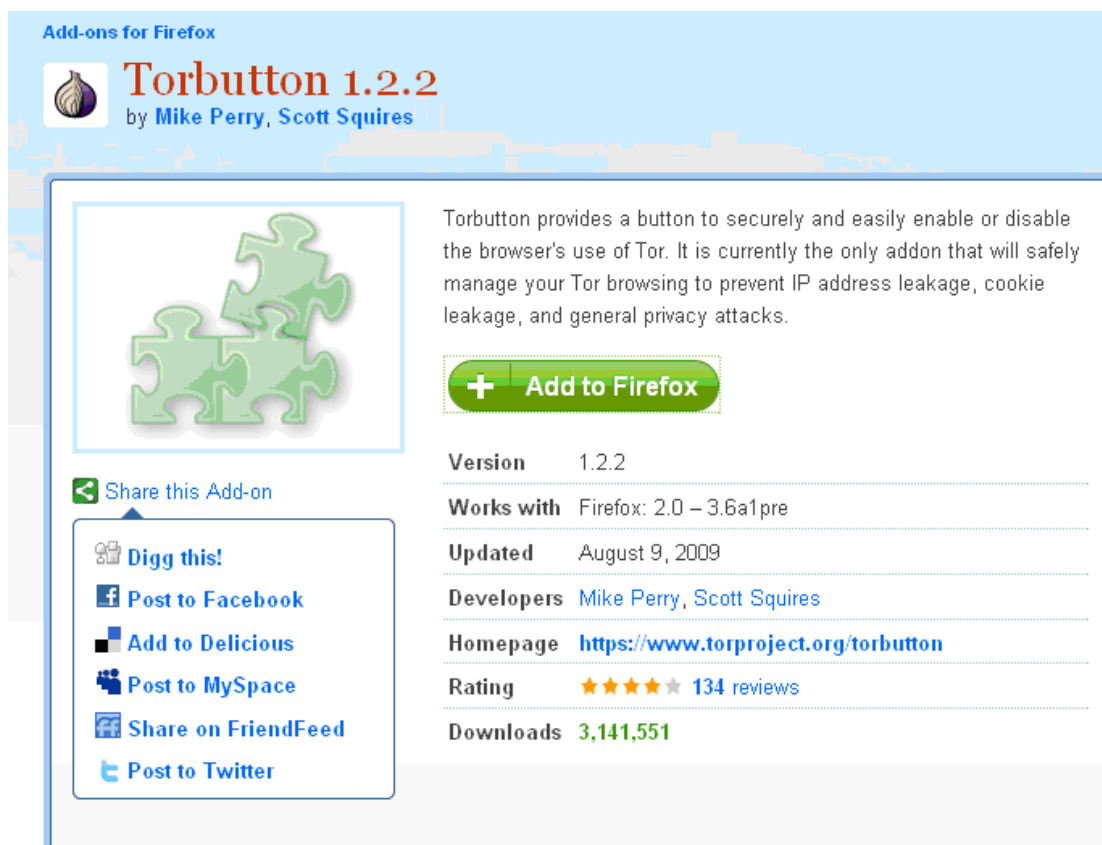 Add-ons for Firefox
Torbutton 1.2.2
by Mike Perry, Scott Squires
Torbutton provides a button to securely and easily enable or disable
the browser's use of Tor. It is currently the only addon that will safely
manage your Tor browsing to prevent IP address leakage, cookie
leakage, and general privacy attacks.
Add to Firefox
Version 1.2.2
Works with Firefox: 2.0 – 3.6a1pre
Updated August 9, 2009
Developers Mike Perry, Scott Squires
Homepage https://www.torproject.org/torbutton
Rating 134 reviews
Downloads 3,141,551
Share this Add-on
Digg this!
Post to Facebook
Add to Delicious
Post to MySpace
Share on FriendFeed
Post to Twitter